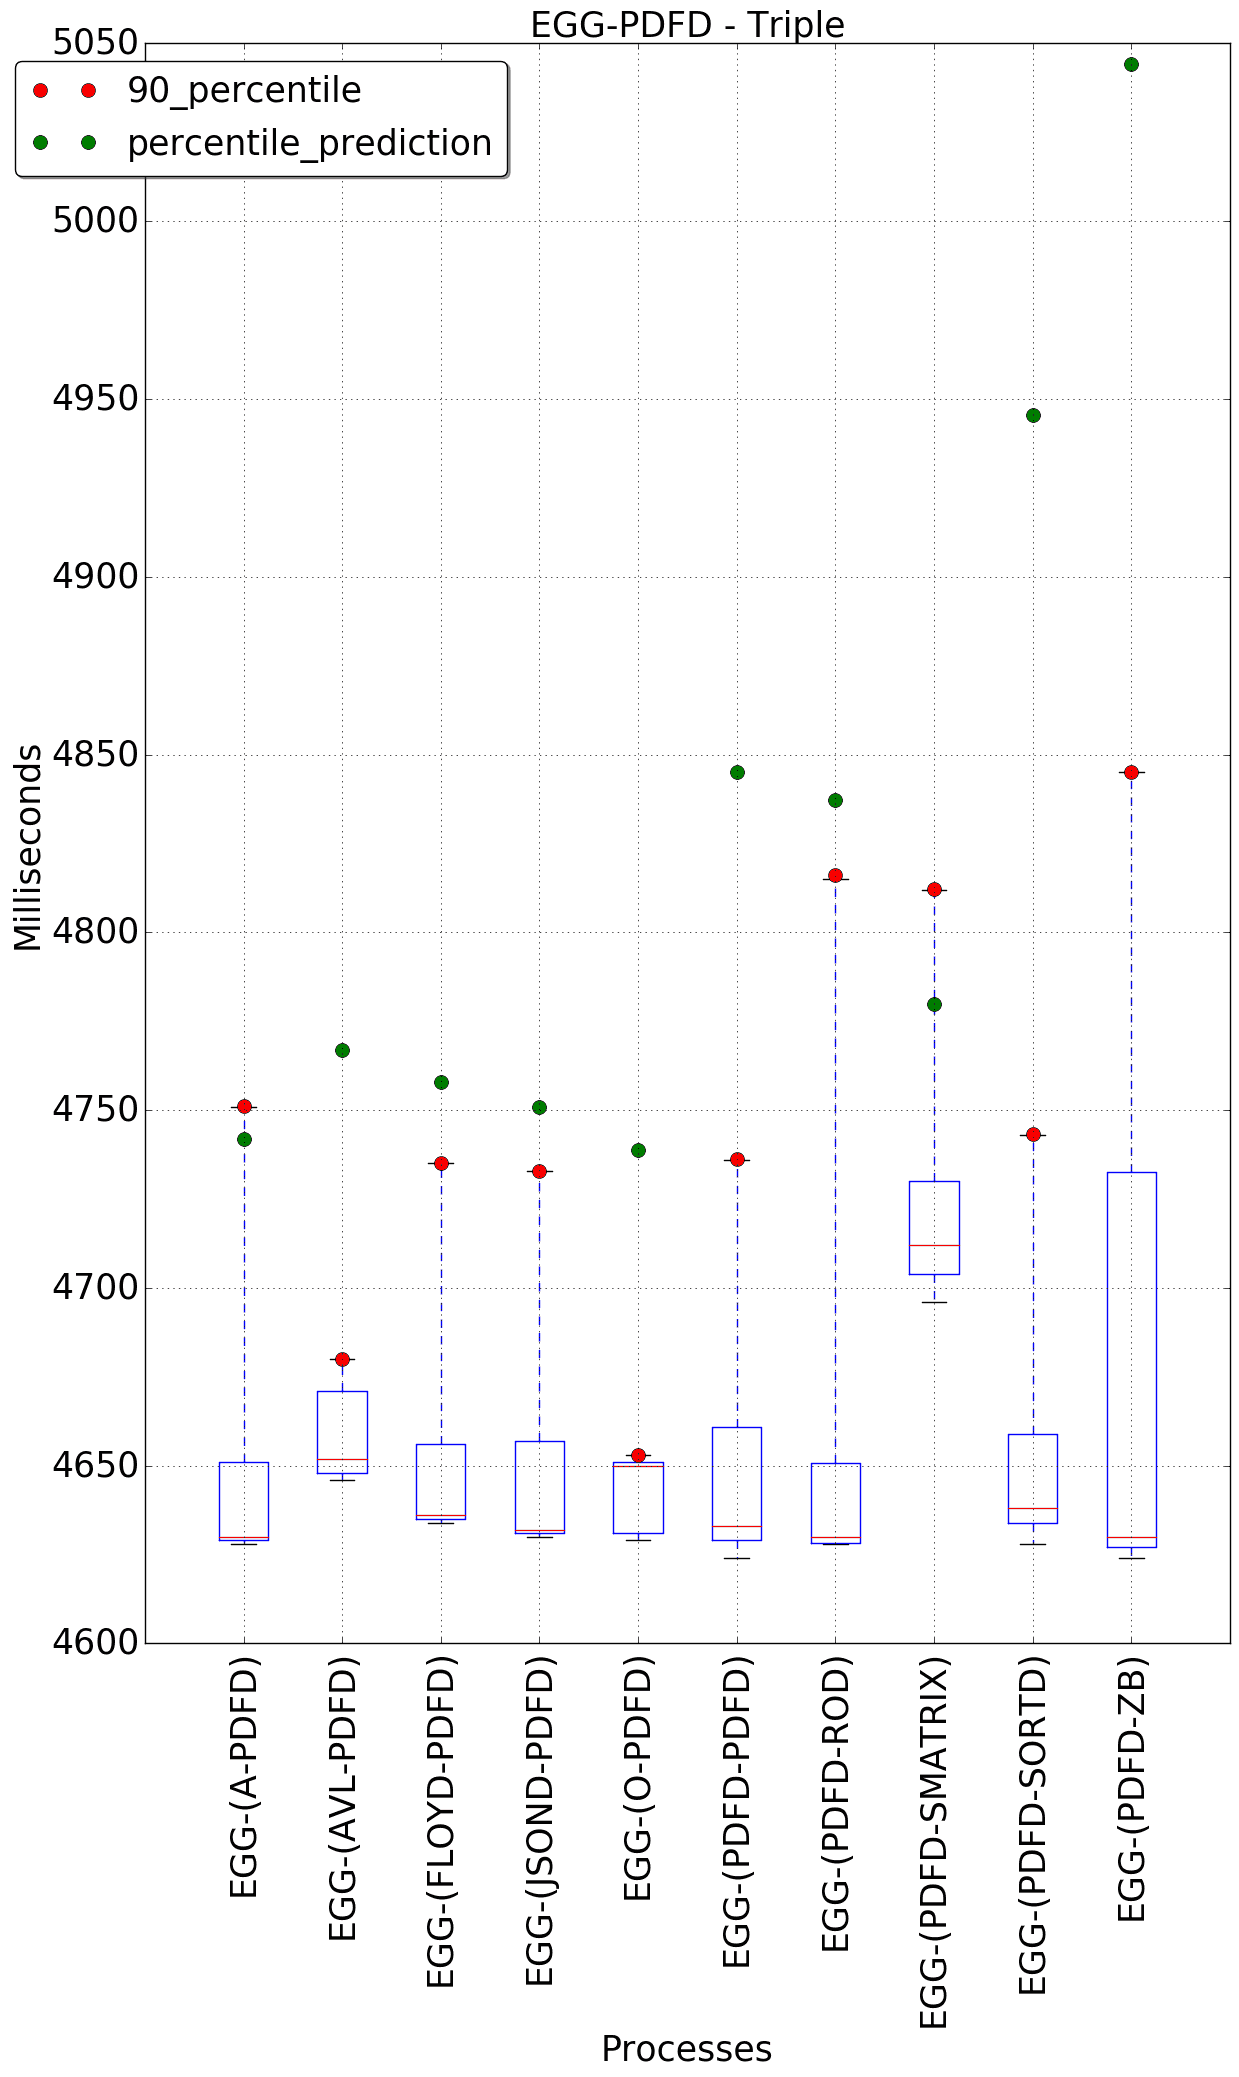 EGG-PDFD - Triple
90_percentile
percentile_prediction
5050
5000
4950
4900
4850
4800
4750
4700
4650
4600
Milliseconds
EGG-(A-PDFD)
EGG-(AVL-PDFD)
EGG-(FLOYD-PDFD)
EGG-(JSOND-PDFD)
EGG-(O-PDFD)
EGG-(PDFD-PDFD)
EGG-(PDFD-ROD)
EGG-(PDFD-SMATRIX)
EGG-(PDFD-SORTD)
EGG-(PDFD-ZB)
Processes